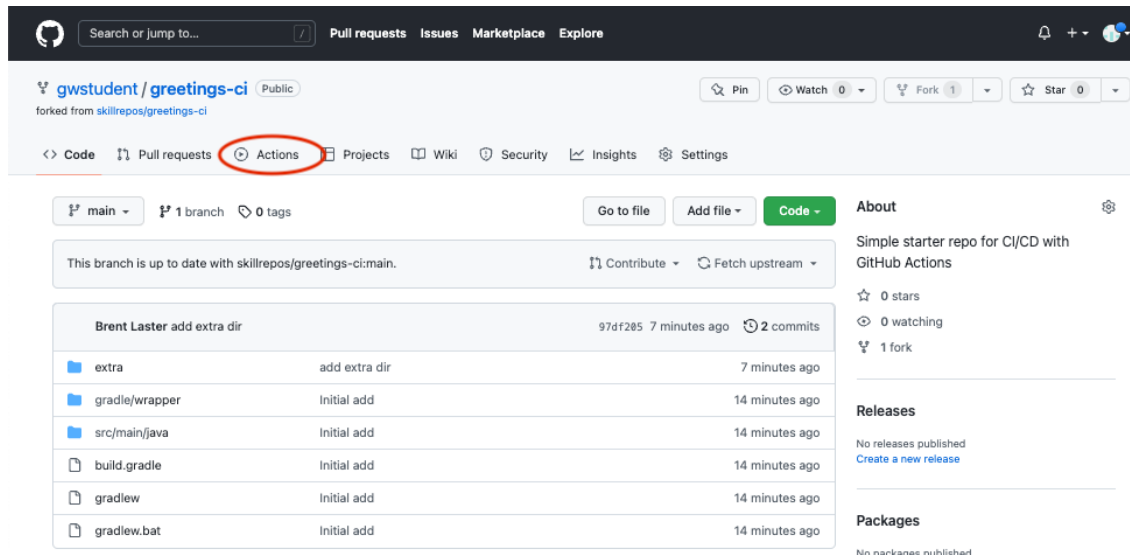 Search or jump to... / Pull requests Issues Marketplace Explore
gwstudent / greetings-ci Public Pin Watch 0 Fork 1 Star 0
forked from skillrepos/greetings-ci
Code Pull requests Actions Projects Wiki Security Insights Settings
main 1 branch 0 tags Go to file Add file Code
About
This branch is up to date with skillrepos/greetings-ci:main. Contribute Fetch upstream
Simple starter repo for CI/CD with
GitHub Actions
0 stars
0 watching
1 fork
Brent Laster add extra dir 97df205 7 minutes ago 2 commits
extra add extra dir 7 minutes ago
gradle/wrapper Initial add 14 minutes ago
src/main/java Initial add 14 minutes ago
build.gradle Initial add 14 minutes ago
gradlew Initial add 14 minutes ago
gradlew.bat Initial add 14 minutes ago
Releases
No releases published
Create a new release
Packages
No packages published